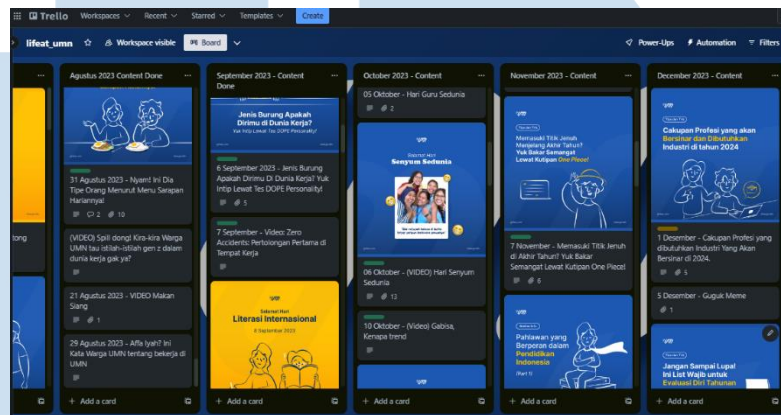 Trello Workspaces Recent Starred Templates Create
lifeat_umn Workspace visible Board Power-Ups Automation Filters
tong
Agustus 2023 Content Done
31 Agustus 2023 - Nyam! Ini Dia
Tipe Orang Menurut Menu Sarapan
Hariannya!
2 10
(VIDEO) Spill dong! Kira-kira Warga
UMN tau istilah-istilah gen z dalam
dunia kerja gak ya?
21 Agustus 2023 - VIDEO Makan
Siang
1
29 Agustus 2023 - Affa Iyah? Ini
Kata Warga UMN tentang bekerja di
UMN
+ Add a card
September 2023 - Content
Done
Jenis Burung Apakah
Dirimu di Dunia Kerja?
Yuk Intip Lewat Tes DOPE Personality!
6 September 2023 - Jenis Burung
Apakah Dirimu Di Dunia Kerja? Yuk
Intip Lewat Tes DOPE Personality!
5
7 September - Video: Zero
Accidents: Pertolongan Pertama di
Tempat Kerja
Selamat Hari
Literasi Internasional
8 September 2023
+ Add a card
October 2023 - Content
05 Oktober - Hari Guru Sedunia
2
Selamat Hari
Senyum Sedunia
06 Oktober - (VIDEO) Hari Senyum
Sedunia
12
10 Oktober - (Video) Gabisa,
Kenapa trend
+ Add a card
November 2023 - Content
Memasuki Titik Jenuh
Menjelang Akhir Tahun?
Yuk Bakar Semangat
Lewat Kutipan One Piece!
7 November - Memasuki Titik Jenuh
di Akhir Tahun? Yuk Bakar
Semangat Lewat Kutipan One Piece!
6
Pahlawan yang
Berperan dalam
Pendidikan
Indonesia
(Part 1)
+ Add a card
December 2023 - Content
Cakupan Profesi yang akan
Bersinar dan Dibutuhkan
Industri di tahun 2024
1 Desember - Cakupan Profesi yang
dibutuhkan Industri Yang Akan
Bersinar di 2024.
5
5 Desember - Guguk Meme
1
Jangan Sampai Lupa!
Ini List Wajib untuk
Evaluasi Diri Tahunan
+ Add a card